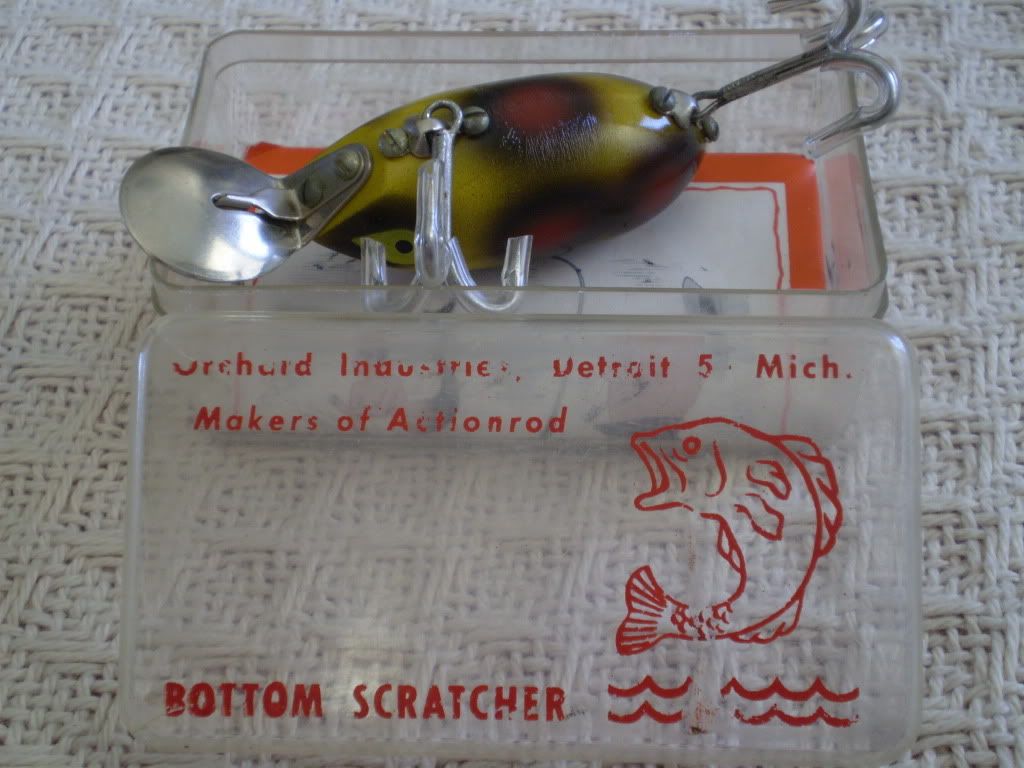 Orchard Industries, Detroit 5 Mich.
Makers of Actionrod
BOTTOM SCRATCHER